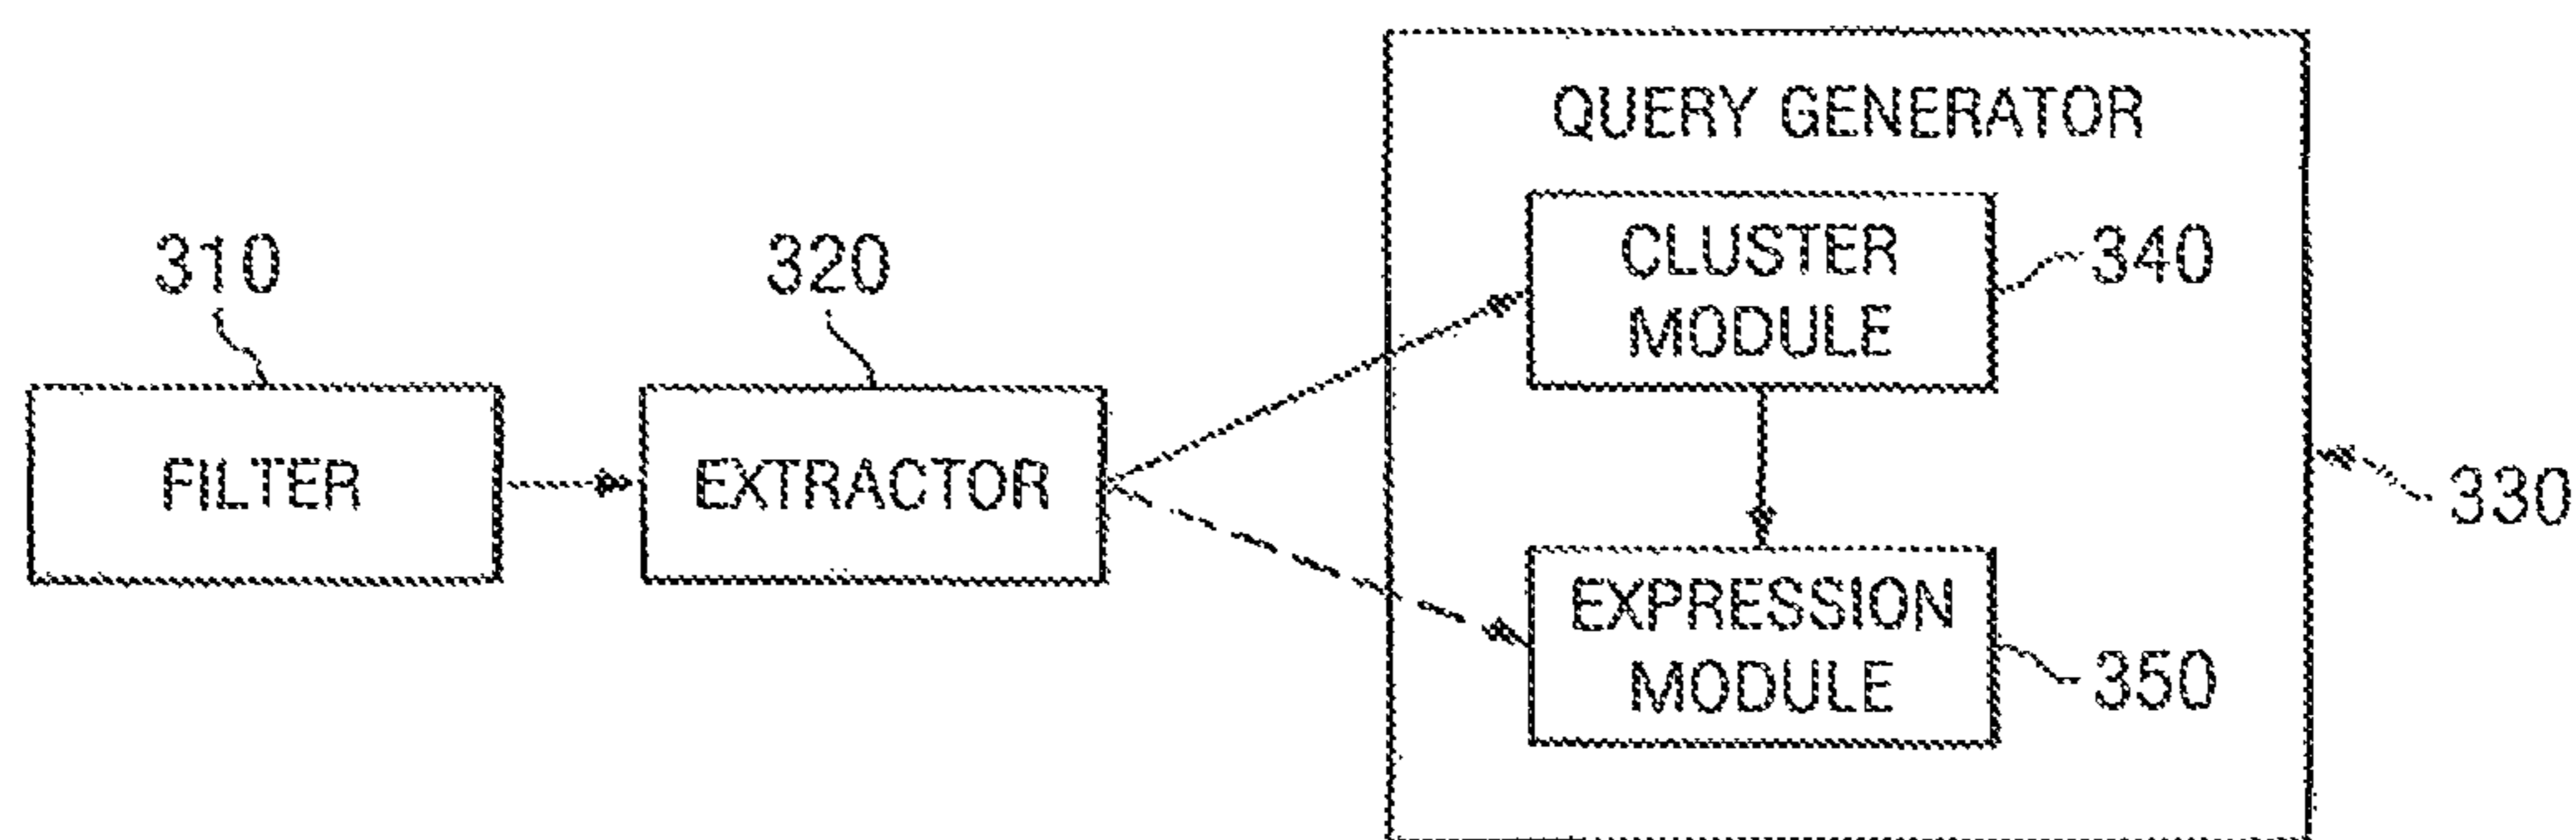 QUERY GENERATOR
310
320
CLUSTER
MODULE
340
FILTER
EXTRACTOR
330
EXPRESSION
MODULE
350